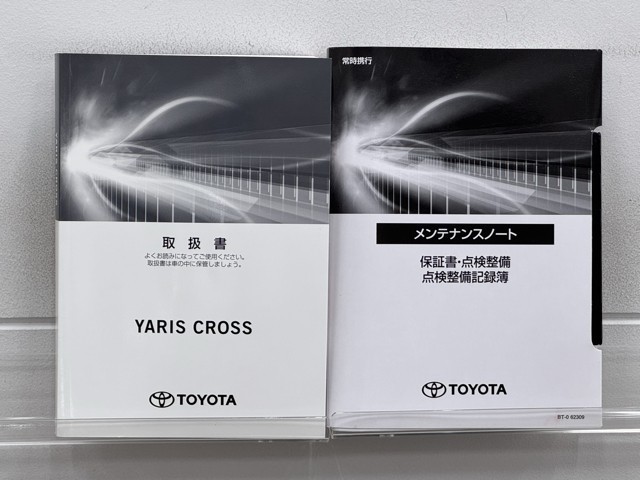 取扱書
よくお読みになってご使用ください。
取扱書は車の中に保管しましょう。
YARIS CROSS
TOYOTA
常時携行
メンテナンスノート
保証書・点検整備
点検整備記録簿
TOYOTA
BT-0 62309